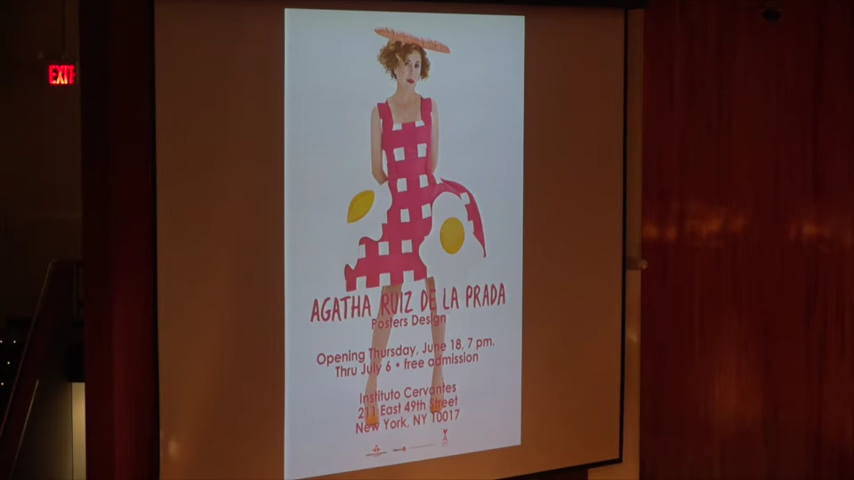 EXIT
AGATHA RUIZ DE LA PRADA
Posters Design
Opening Thursday, June 18, 7 pm.
Thru July 6 • free admission
Instituto Cervantes
211 East 49th Street
New York, NY 10017